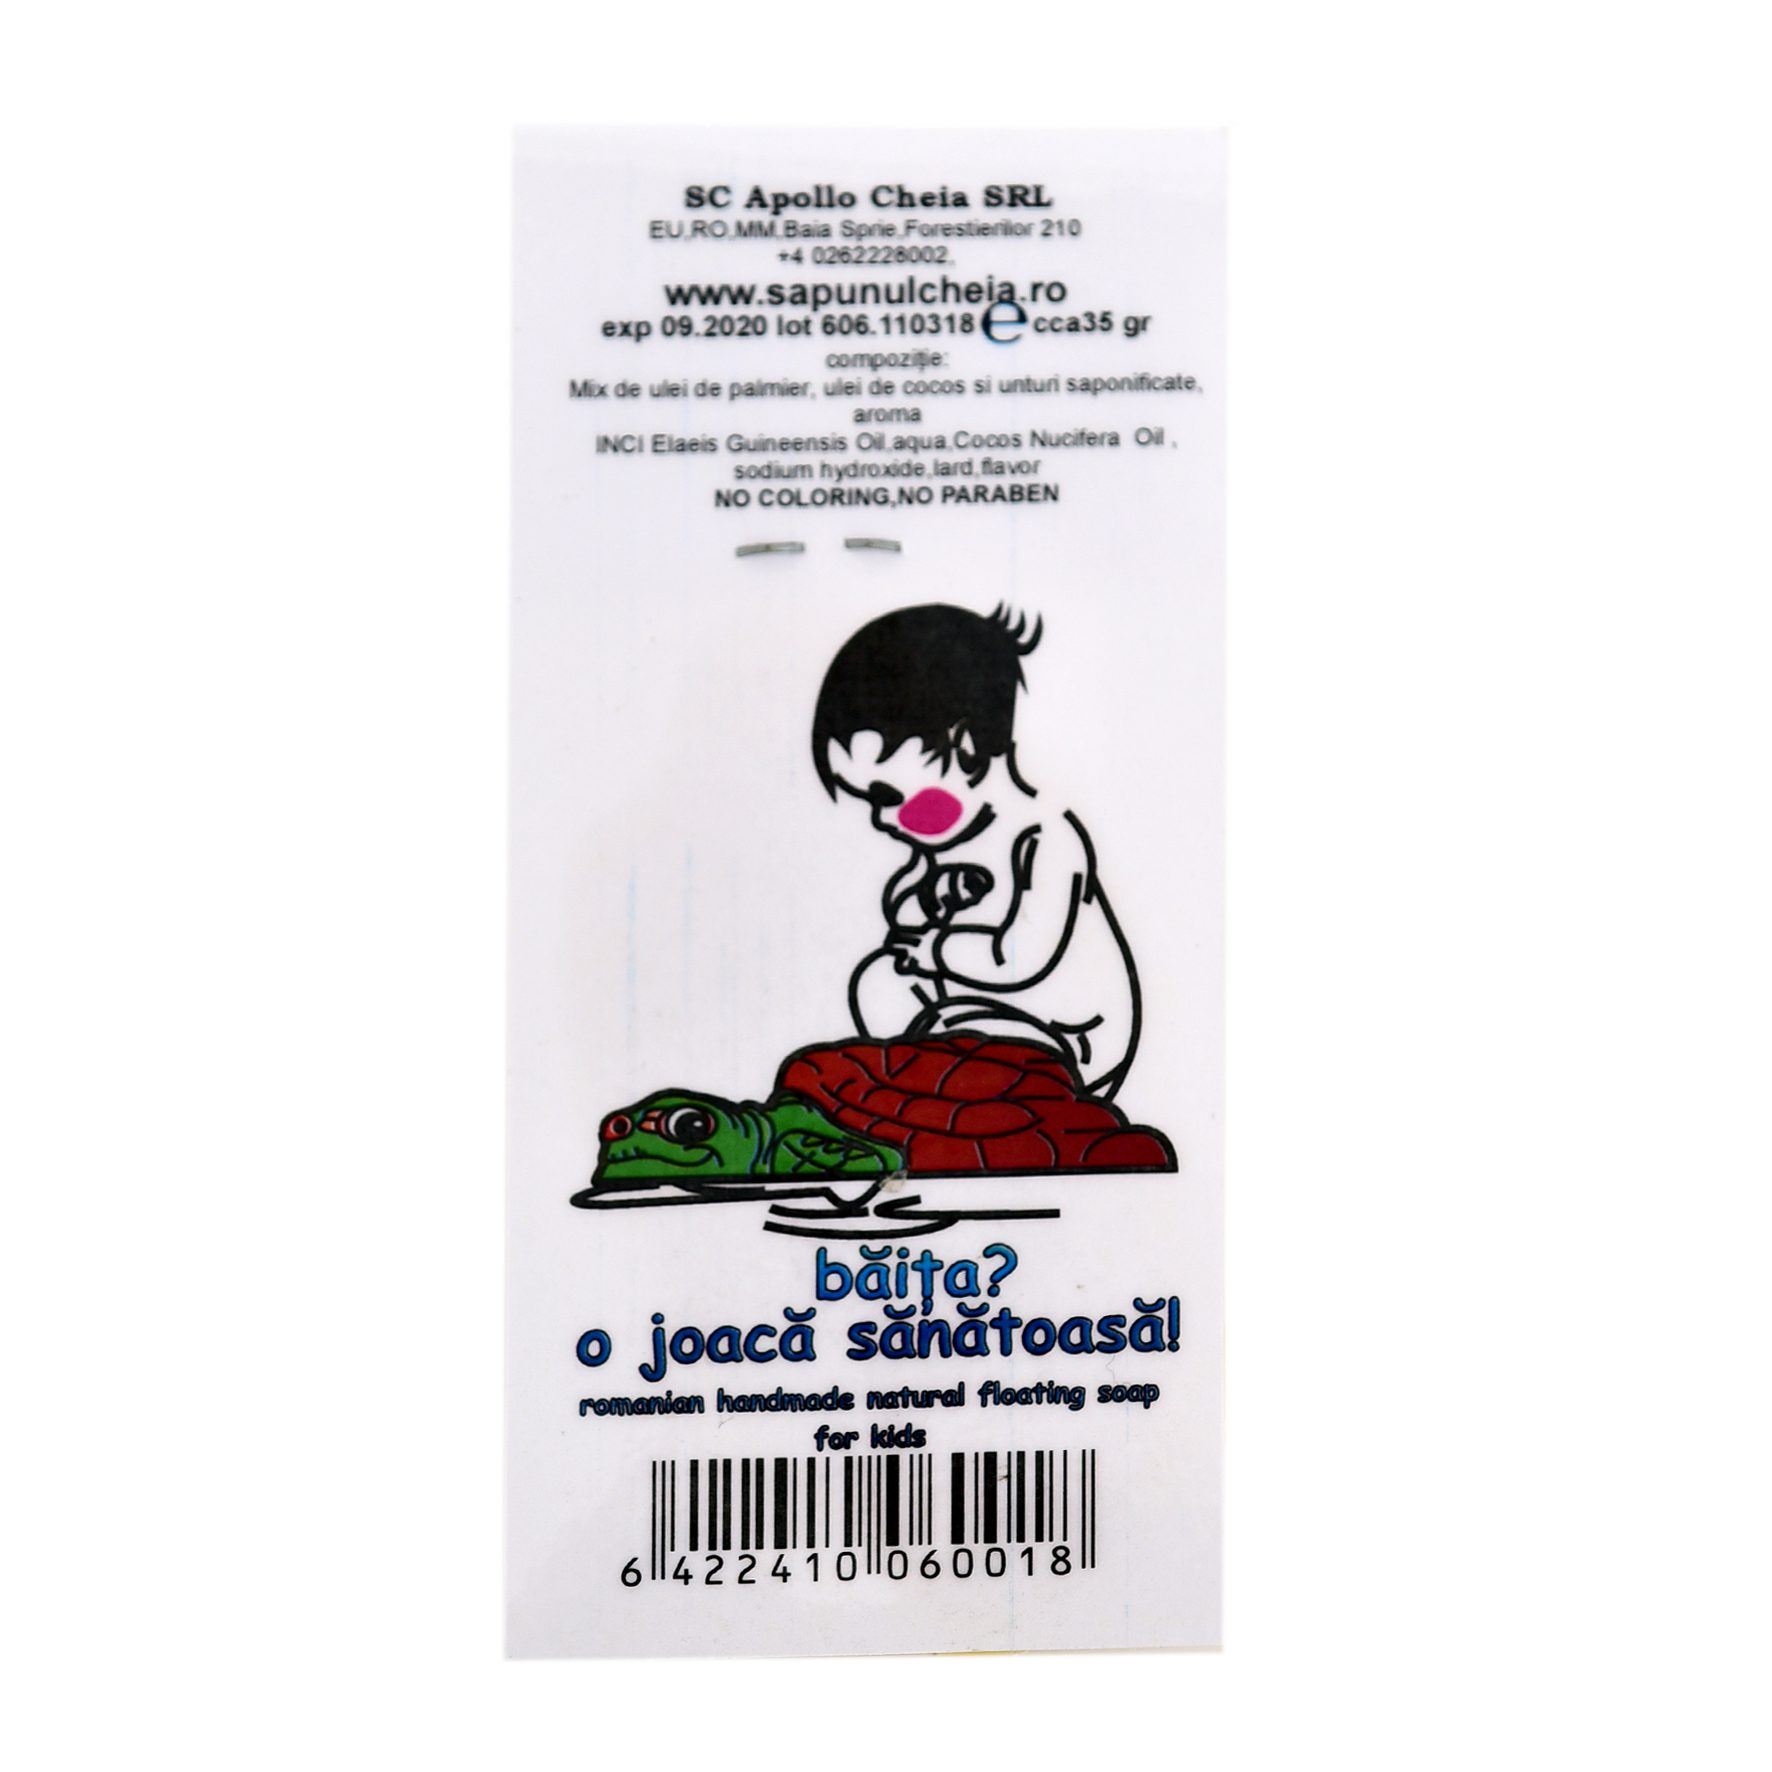 SC Apollo Cheia SRL
EU,RO,MM,Baia Sprie,Forestierilor 210
+4 0262228002,
www.sapunulcheia.ro
exp 09.2020 lot 606.110318 e cca35 gr
compoziție:
Mix de ulei de palmier, ulei de cocos si unturi saponificate,
aroma
INCI Elaeis Guineensis Oil,aqua,Cocos Nucifera Oil ,
sodium hydroxide,lard,flavor
NO COLORING,NO PARABEN
băița?
o joacă sănătoasă!
romanian handmade natural floating soap
for kids
6 422410 060018